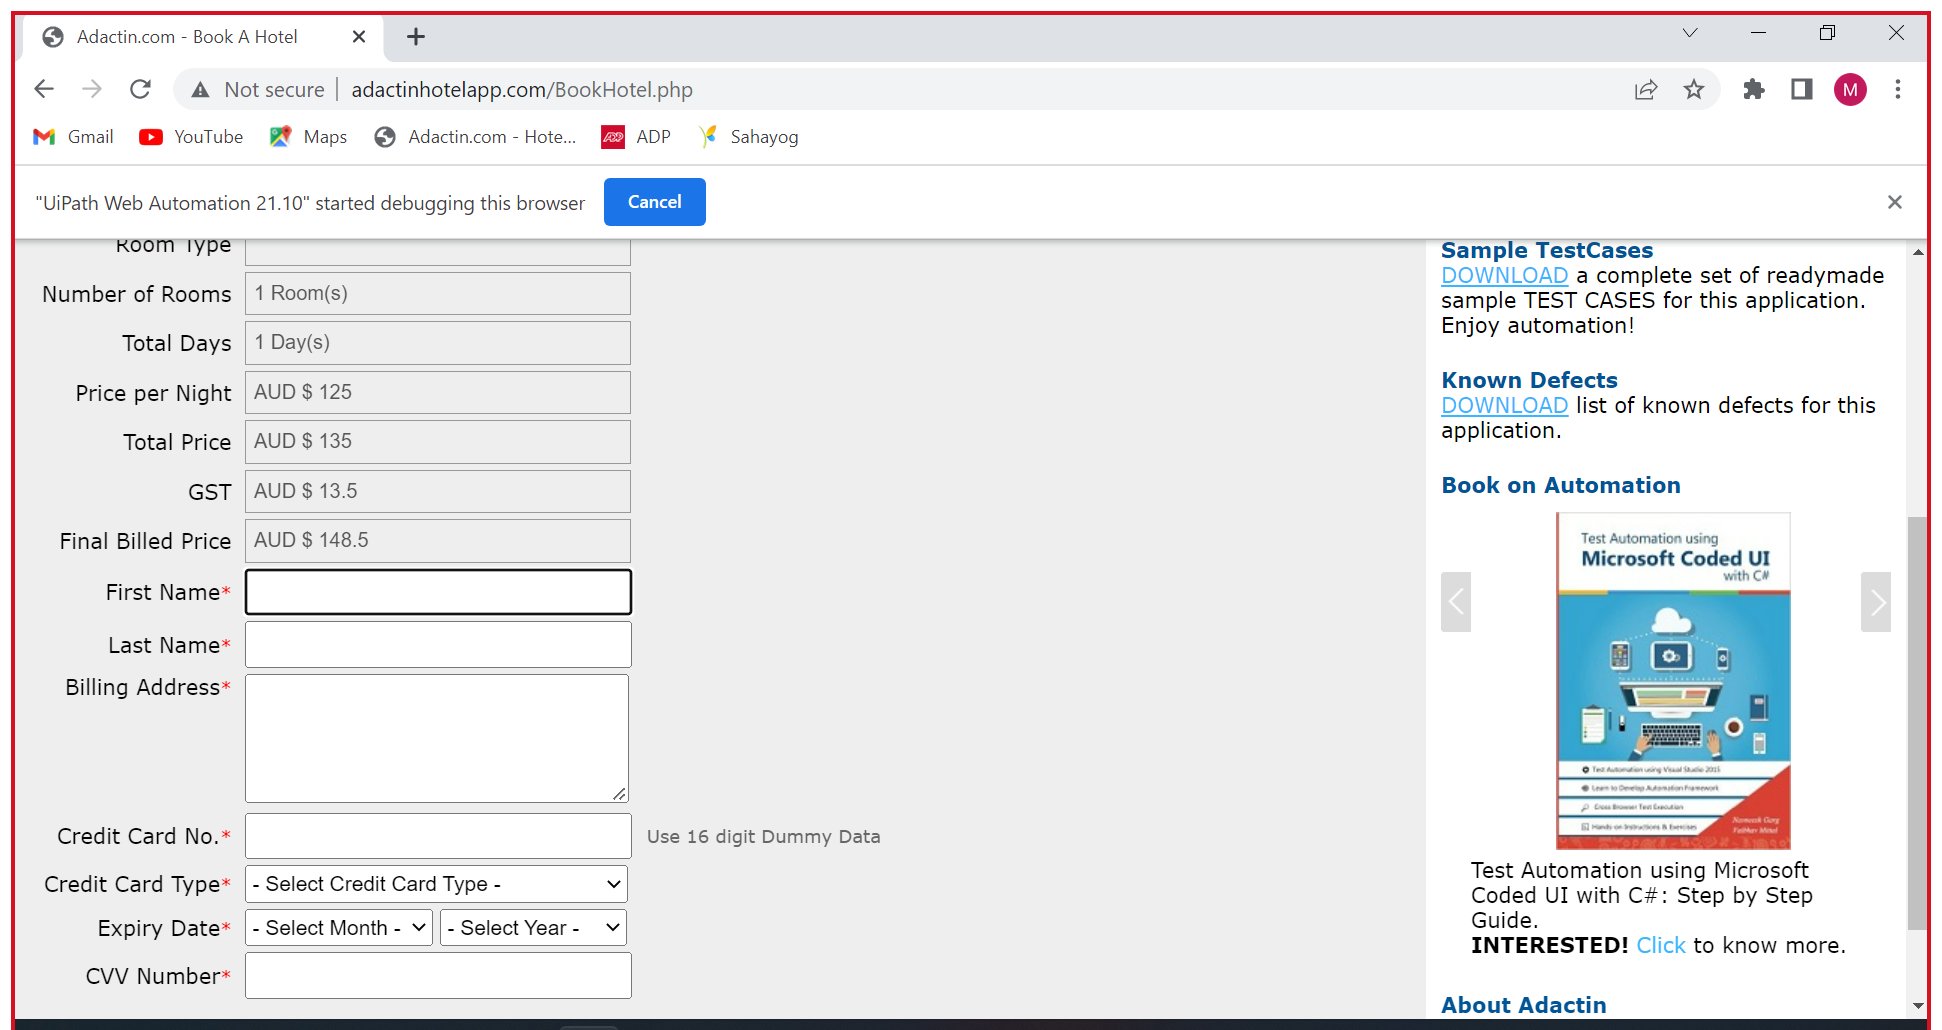 Adactin.com - Book A Hotel
Not secure
adactinhotelapp.com/BookHotel.php
M
Gmail
YouTube
Maps
Adactin.com - Hote...
ADP
Sahayog
"UiPath Web Automation 21.10" started debugging this browser
Cancel
Room Type
Number of Rooms
1 Room(s)
Total Days
1 Day(s)
Price per Night
AUD $ 125
Total Price
AUD $ 135
GST
AUD $ 13.5
Final Billed Price
AUD $ 148.5
First Name*
Last Name*
Billing Address*
Credit Card No.*
Use 16 digit Dummy Data
Credit Card Type*
- Select Credit Card Type -
Expiry Date*
- Select Month -
- Select Year -
CVV Number*
Sample TestCases
DOWNLOAD a complete set of readymade
sample TEST CASES for this application.
Enjoy automation!
Known Defects
DOWNLOAD list of known defects for this
application.
Book on Automation
Test Automation using
Microsoft Coded UI
with C#
Test Automation using Visual Studio 2015
Learn to Develop Automation Framework
Cross Browser Test Execution
Hands-on Instructions & Exercises
Test Automation using Microsoft
Coded UI with C#: Step by Step
Guide.
INTERESTED! Click to know more.
About Adactin